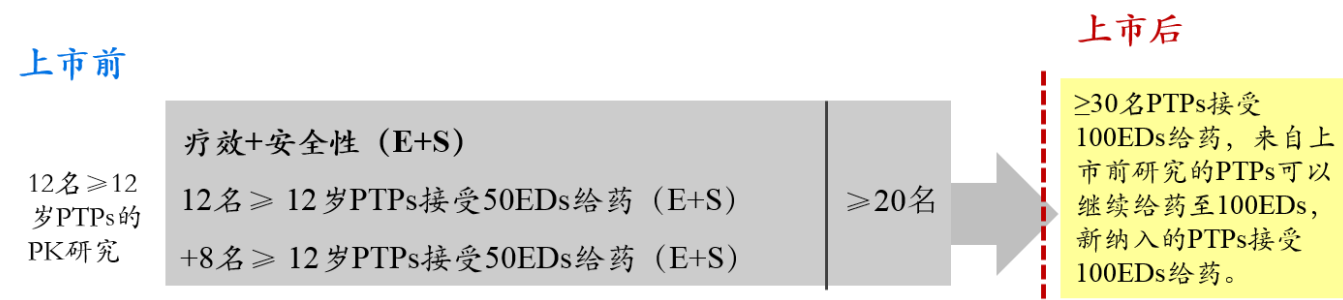 上市前
12名≥12
岁PTPs的
PK研究
疗效+安全性（E+S）
12名≥ 12岁PTPs接受50EDs给药（E+S）
+8名≥ 12岁PTPs接受50EDs给药（E+S）
≥20名
上市后
≥30名PTPs接受
100EDs给药，来自上
市前研究的PTPs可以
继续给药至100EDs，
新纳入的PTPs接受
100EDs给药。